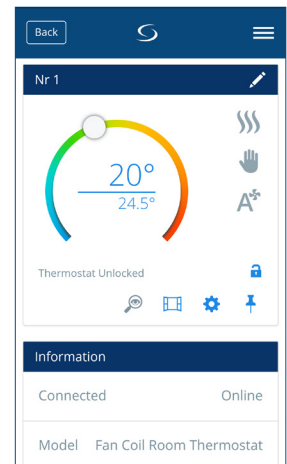 Back
Nr 1
20°
24.5°
A
Thermostat Unlocked
Information
Connected Online
Model Fan Coil Room Thermostat